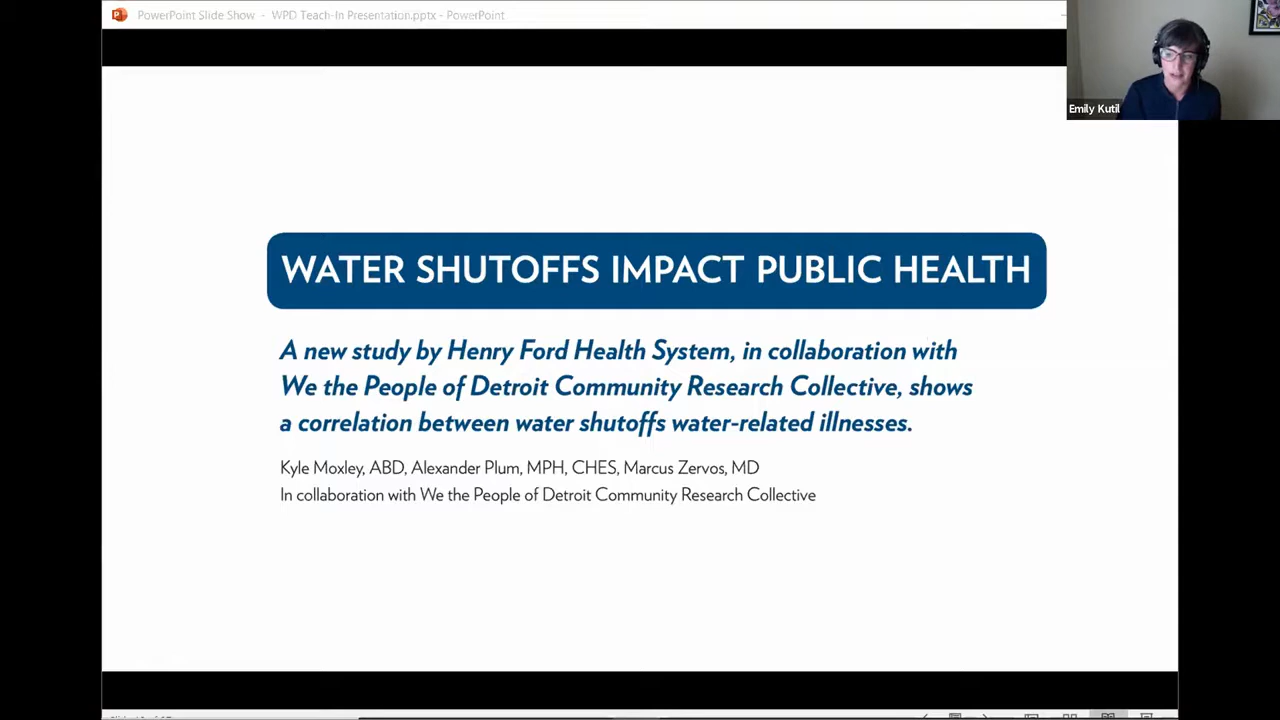 PowerPoint Slide Show - WPD Teach-In Presentation.pptx - PowerPoint
Emily Kutil
WATER SHUTOFFS IMPACT PUBLIC HEALTH
A new study by Henry Ford Health System, in collaboration with
We the People of Detroit Community Research Collective, shows
a correlation between water shutoffs water-related illnesses.
Kyle Moxley, ABD, Alexander Plum, MPH, CHES, Marcus Zervos, MD
In collaboration with We the People of Detroit Community Research Collective